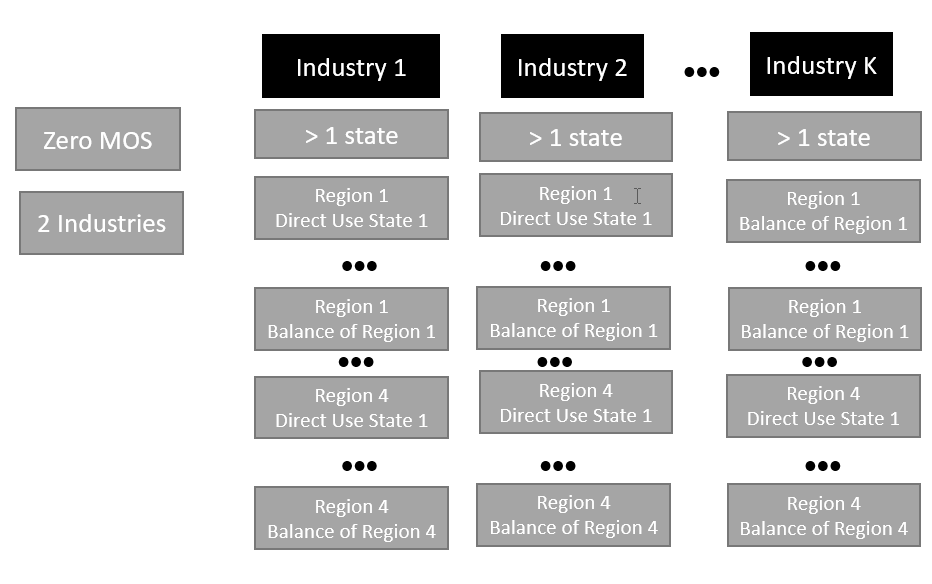 Industry 1
Industry 2
•••
Industry K
Zero MOS
2 Industries
> 1 state
> 1 state
> 1 state
Region 1
Direct Use State 1
Region 1
Direct Use State 1
Region 1
Balance of Region 1
•••
•••
•••
Region 1
Balance of Region 1
Region 1
Balance of Region 1
Region 1
Balance of Region 1
•••
•••
•••
Region 4
Direct Use State 1
Region 4
Direct Use State 1
Region 4
Direct Use State 1
•••
•••
•••
Region 4
Balance of Region 4
Region 4
Balance of Region 4
Region 4
Balance of Region 4